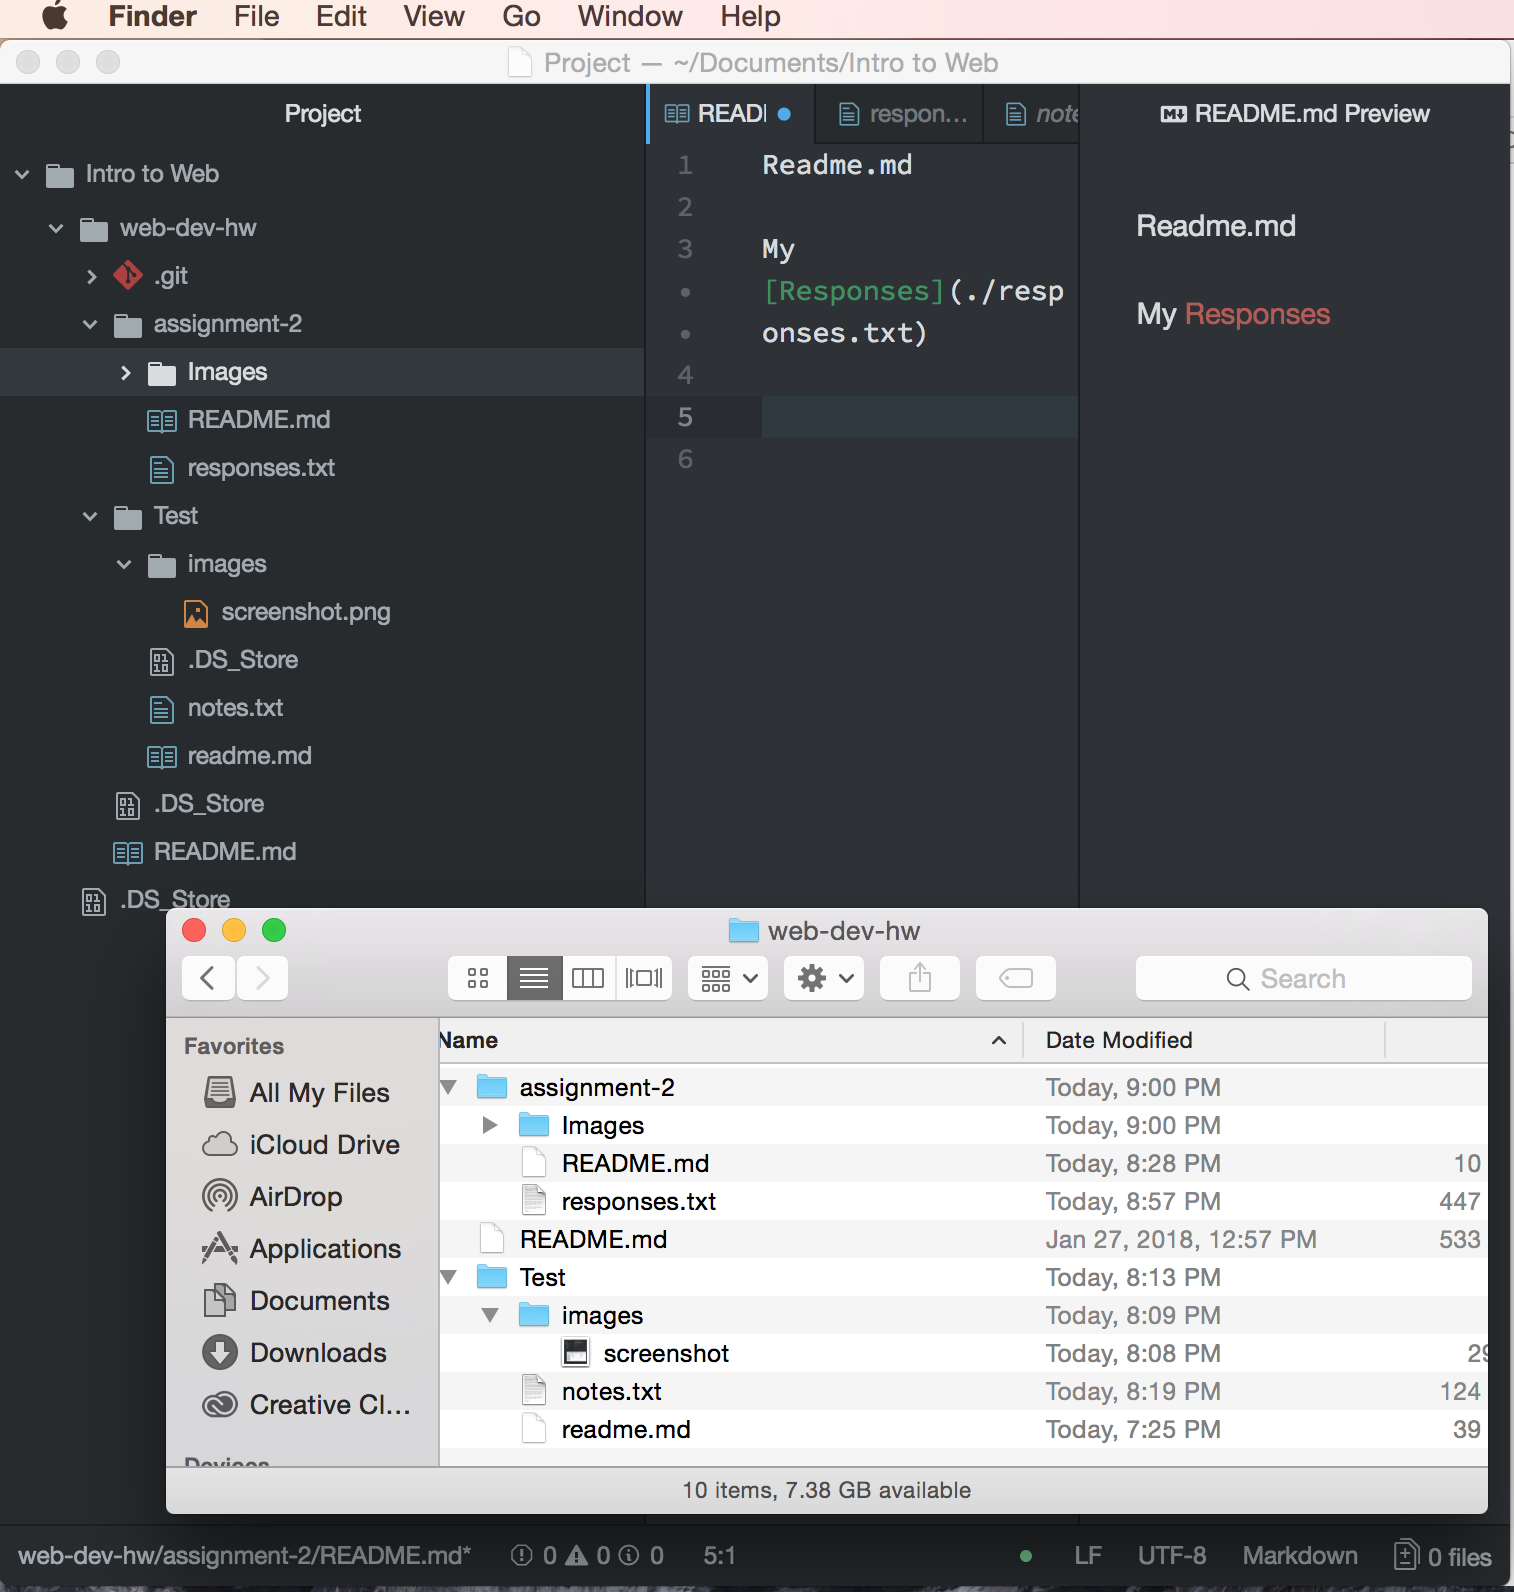 Finder File Edit View Go Window Help
Project — ~/Documents/Intro to Web
Project
Intro to Web
web-dev-hw
.git
assignment-2
Images
README.md
responses.txt
Test
images
screenshot.png
.DS_Store
notes.txt
readme.md
.DS_Store
README.md
.DS_Store
READ respon... note
1 Readme.md
2
3 My
[Responses](./resp
onses.txt)
4
5
6
README.md Preview
Readme.md
My Responses
web-dev-hw
Search
Favorites
All My Files
iCloud Drive
AirDrop
Applications
Documents
Downloads
Creative Cl...
Devices
Name Date Modified
assignment-2 Today, 9:00 PM
Images Today, 9:00 PM
README.md Today, 8:28 PM 10
responses.txt Today, 8:57 PM 447
README.md Jan 27, 2018, 12:57 PM 533
Test Today, 8:13 PM
images Today, 8:09 PM
screenshot Today, 8:08 PM 29
notes.txt Today, 8:19 PM 124
readme.md Today, 7:25 PM 39
10 items, 7.38 GB available
web-dev-hw/assignment-2/README.md* 0 0 0 5:1 LF UTF-8 Markdown 0 files